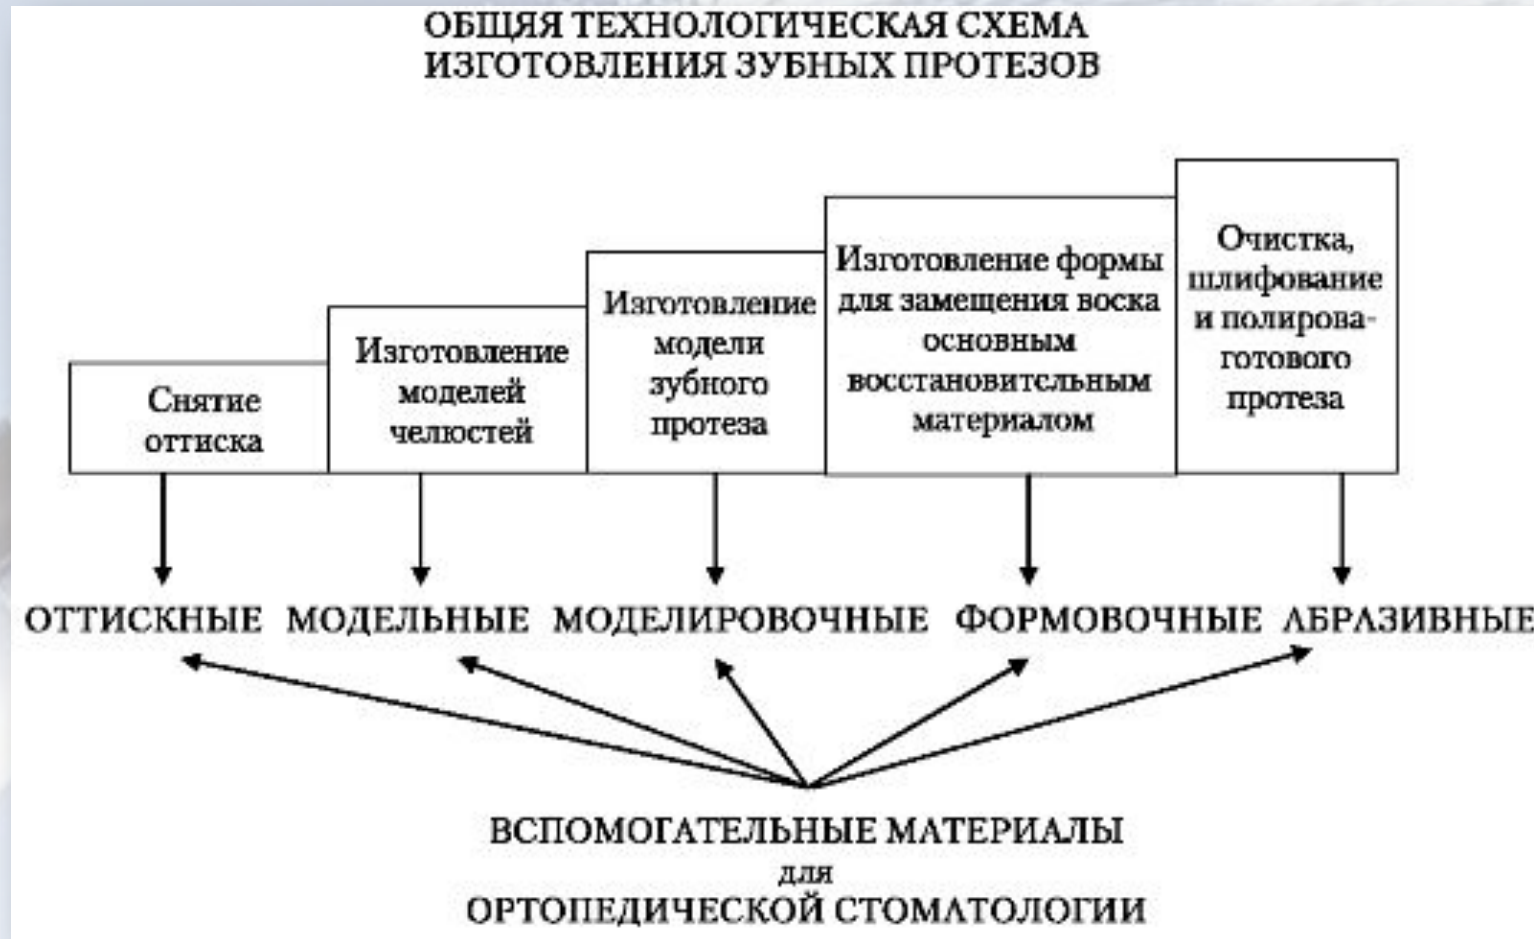 ОБЩЯЯ ТЕХНОЛОГИЧЕСКАЯ СХЕМА
ИЗГОТОВЛЕНИЯ ЗУБНЫХ ПРОТЕЗОВ
Снятие
оттиска
Изготовление
моделей
челюстей
Изготовление
модели
зубного
протеза
Изготовление формы
для замещения воска
основным
восстановительным
материалом
Очистка,
шлифование
и полирова-
готового
протеза
ОТТИСКНЫЕ МОДЕЛЬНЫЕ МОДЕЛИРОВОЧНЫЕ ФОРМОВОЧНЫЕ АБРАЗИВНЫЕ
ВСПОМОГАТЕЛЬНЫЕ МАТЕРИАЛЫ
для
ОРТОПЕДИЧЕСКОЙ СТОМАТОЛОГИИ